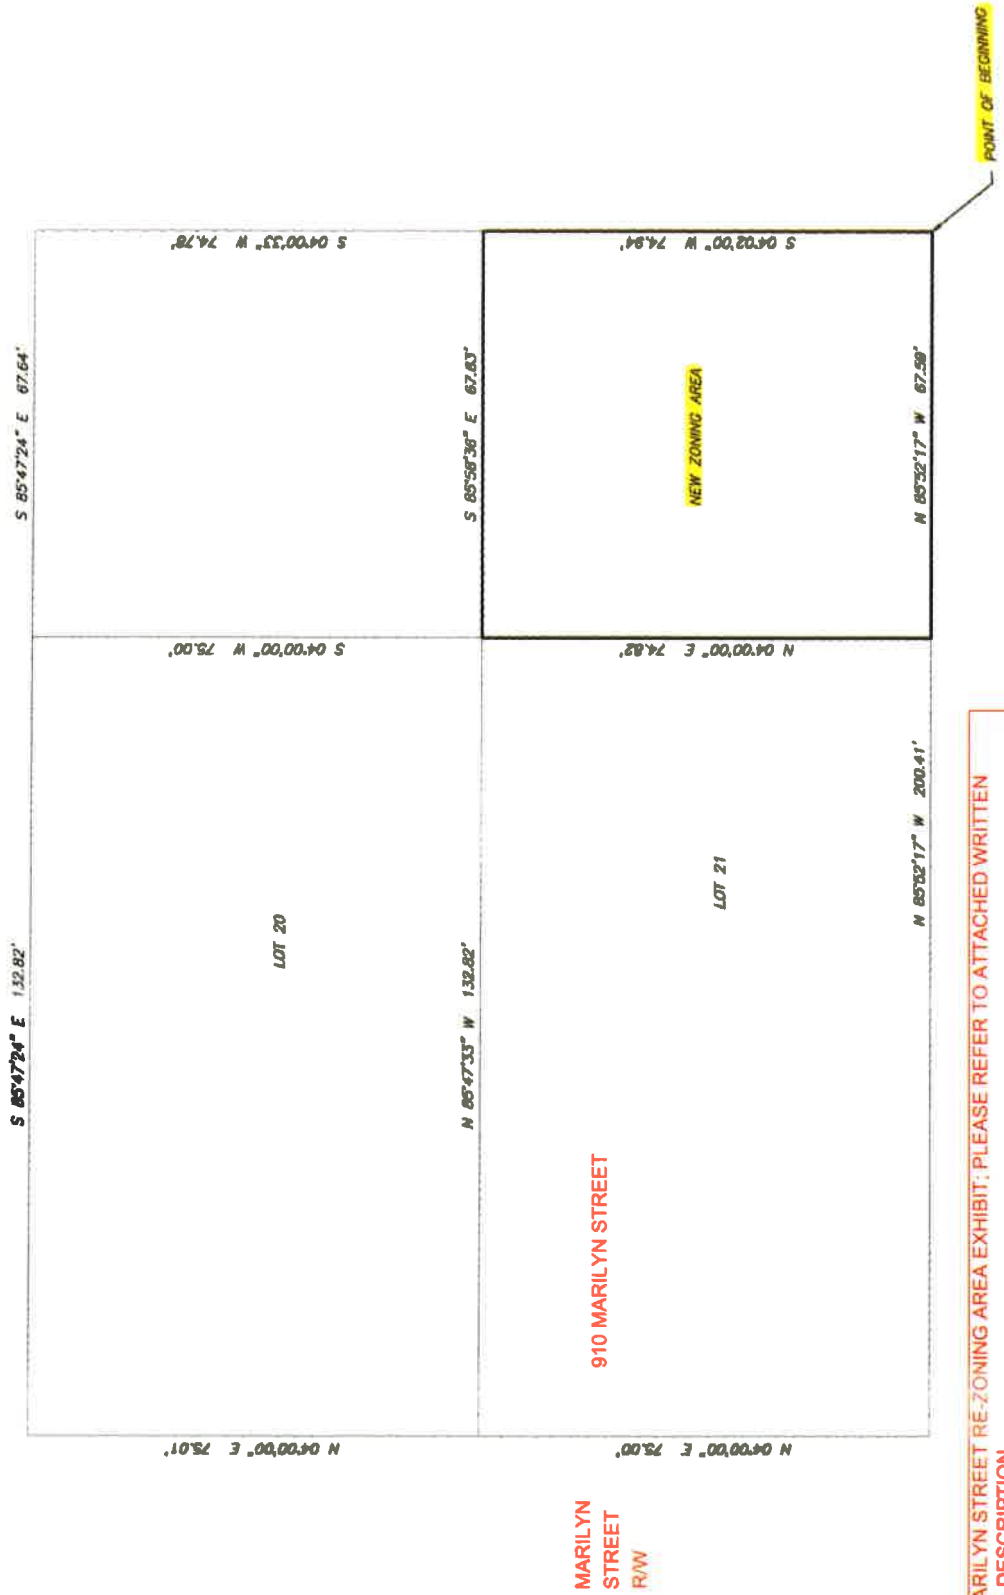 S 85°47'24" E 132.82'
S 85°47'24" E 67.64'
N 04°00'00" E 75.01'
LOT 20
S 04°00'00" W 75.00'
S 04°00'33" W 74.78'
N 85°47'33" W 132.82'
S 85°58'36" E 67.63'
MARILYN
STREET
R/W
910 MARILYN STREET
N 04°00'00" E 75.00'
LOT 21
N 04°00'00" E 74.82'
NEW ZONING AREA
S 04°02'00" W 74.94'
N 85°52'17" W 200.41'
N 85°52'17" W 67.59'
POINT OF BEGINNING
ARILYN STREET RE-ZONING AREA EXHIBIT; PLEASE REFER TO ATTACHED WRITTEN
DESCRIPTION